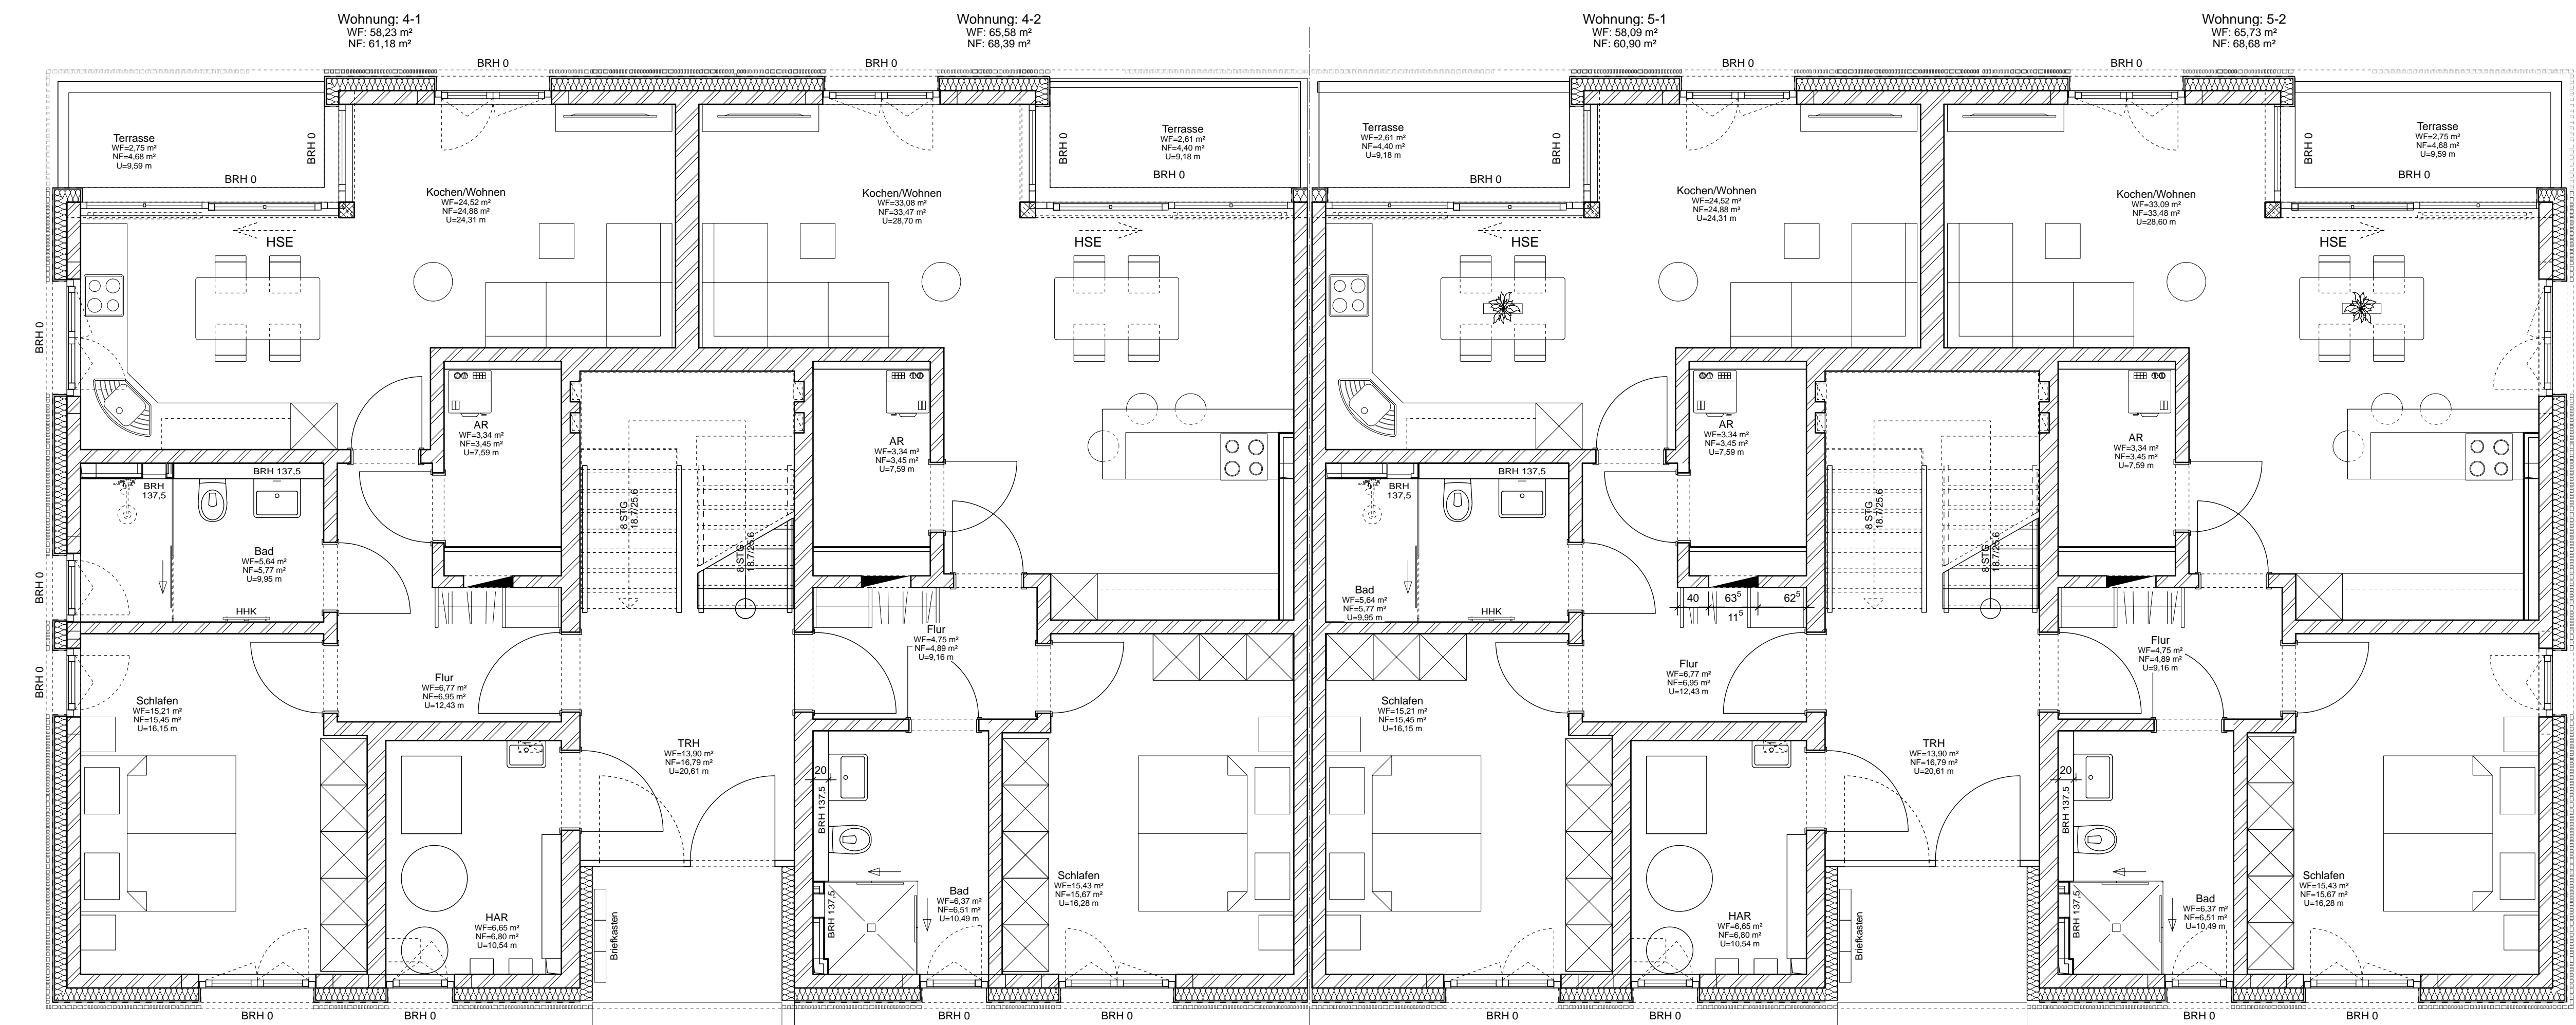 Wohnung: 4-1
WF: 58,23 m²
NF: 61,18 m²
Wohnung: 4-2
WF: 65,58 m²
NF: 68,39 m²
Wohnung: 5-1
WF: 58,09 m²
NF: 60,90 m²
Wohnung: 5-2
WF: 65,73 m²
NF: 68,68 m²
BRH 0
BRH 0
BRH 0
BRH 0
Terrasse
WF=2,75 m²
NF=4,68 m²
U=9,59 m
BRH 0
BRH 0
Kochen/Wohnen
WF=24,52 m²
NF=24,88 m²
U=24,31 m
HSE
BRH 0
AR
WF=3,34 m²
NF=3,45 m²
U=7,59 m
BRH 137,5
BRH
137,5
Bad
WF=5,64 m²
NF=5,77 m²
U=9,95 m
HHK
BRH 0
BRH 0
Schlafen
WF=15,21 m²
NF=15,45 m²
U=16,15 m
Flur
WF=6,77 m²
NF=6,95 m²
U=12,43 m
HAR
WF=6,65 m²
NF=6,80 m²
U=10,54 m
BRH 0
BRH 0
8 STG
18.7/25.6
8 STG
18.7/25.6
TRH
WF=13,90 m²
NF=16,79 m²
U=20,61 m
Briefkasten
Kochen/Wohnen
WF=33,08 m²
NF=33,47 m²
U=28,70 m
Terrasse
WF=2,61 m²
NF=4,40 m²
U=9,18 m
BRH 0
BRH 0
HSE
AR
WF=3,34 m²
NF=3,45 m²
U=7,59 m
Flur
WF=4,75 m²
NF=4,89 m²
U=9,16 m
20
BRH 137,5
BRH 137,5
Bad
WF=6,37 m²
NF=6,51 m²
U=10,49 m
Schlafen
WF=15,43 m²
NF=15,67 m²
U=16,28 m
BRH 0
BRH 0
Terrasse
WF=2,61 m²
NF=4,40 m²
U=9,18 m
BRH 0
BRH 0
Kochen/Wohnen
WF=24,52 m²
NF=24,88 m²
U=24,31 m
HSE
AR
WF=3,34 m²
NF=3,45 m²
U=7,59 m
BRH 137,5
BRH
137,5
Bad
WF=5,64 m²
NF=5,77 m²
U=9,95 m
HHK
40 63⁵ 62⁵
11⁵
Schlafen
WF=15,21 m²
NF=15,45 m²
U=16,15 m
Flur
WF=6,77 m²
NF=6,95 m²
U=12,43 m
HAR
WF=6,65 m²
NF=6,80 m²
U=10,54 m
BRH 0
BRH 0
8 STG
18.7/25.6
8 STG
18.7/25.6
TRH
WF=13,90 m²
NF=16,79 m²
U=20,61 m
Briefkasten
Kochen/Wohnen
WF=33,09 m²
NF=33,48 m²
U=28,60 m
Terrasse
WF=2,75 m²
NF=4,68 m²
U=9,59 m
BRH 0
BRH 0
HSE
AR
WF=3,34 m²
NF=3,45 m²
U=7,59 m
Flur
WF=4,75 m²
NF=4,89 m²
U=9,16 m
20
BRH 137,5
BRH 137,5
Bad
WF=6,37 m²
NF=6,51 m²
U=10,49 m
Schlafen
WF=15,43 m²
NF=15,67 m²
U=16,28 m
BRH 0
BRH 0